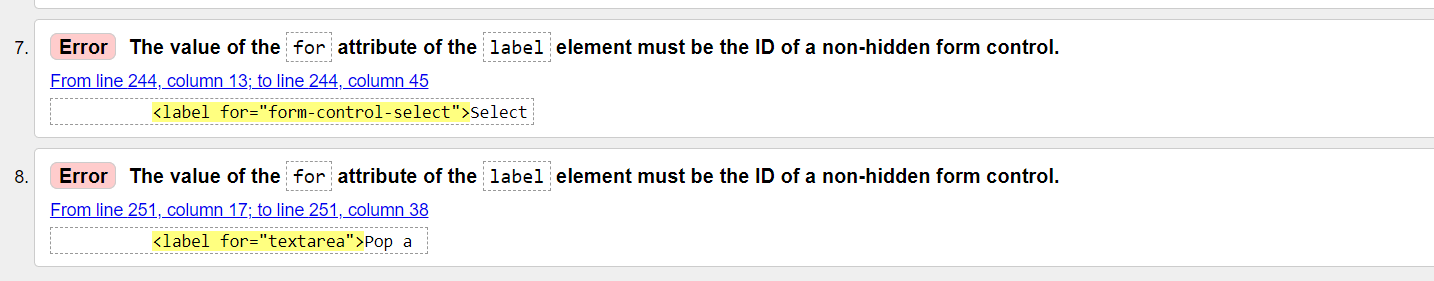 7. Error The value of the for attribute of the label element must be the ID of a non-hidden form control.
From line 244, column 13; to line 244, column 45
<label for="form-control-select">Select
8. Error The value of the for attribute of the label element must be the ID of a non-hidden form control.
From line 251, column 17; to line 251, column 38
<label for="textarea">Pop a